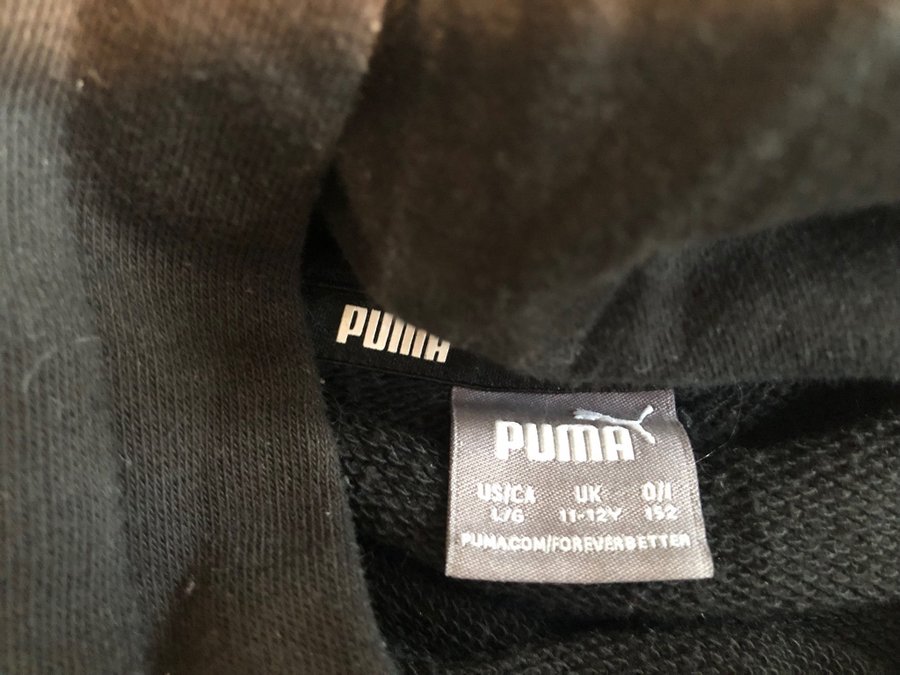 PUMA
PUMA
US/CA UK D/I
L/G 11-12Y 152
PUMA.COM/FOREVERBETTER